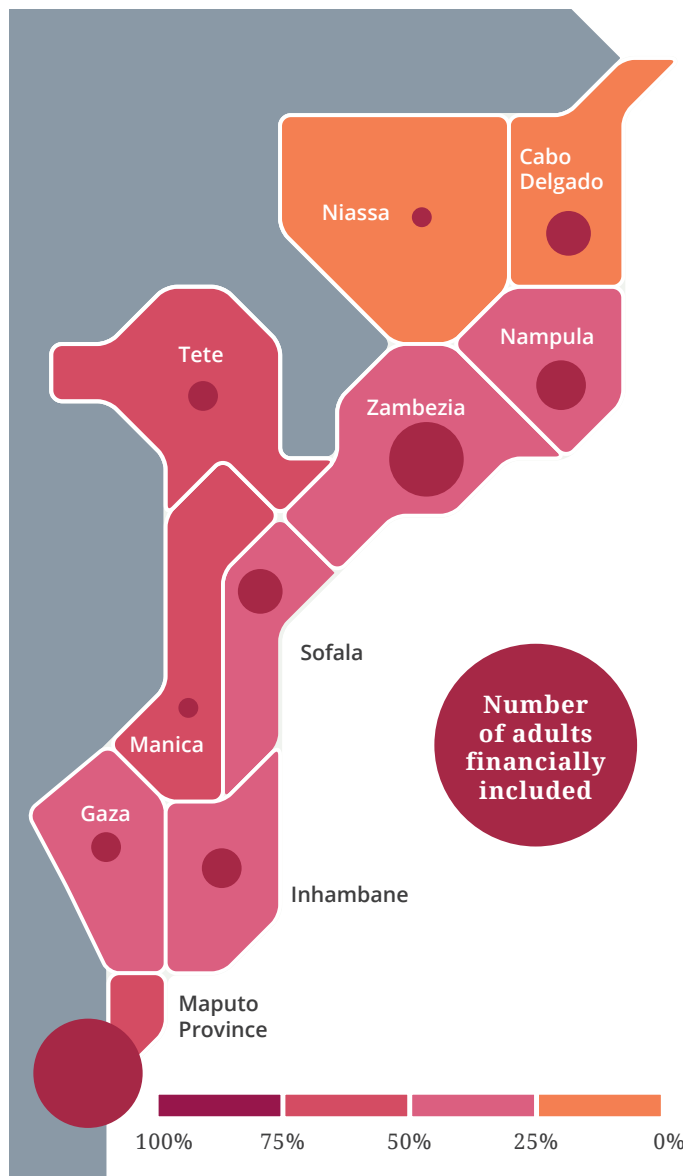 Cabo
Delgado
Niassa
Nampula
Tete
Zambezia
Sofala
Number
of adults
financially
included
Manica
Gaza
Inhambane
Maputo
Province
100% 75% 50% 25% 0%